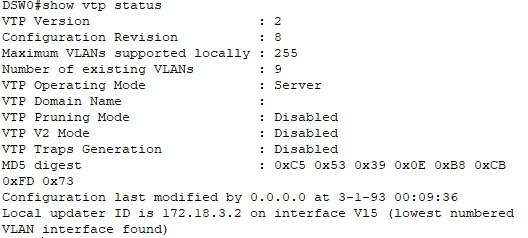 DSW0#show vtp status
VTP Version                     : 2
Configuration Revision          : 8
Maximum VLANs supported locally : 255
Number of existing VLANs        : 9
VTP Operating Mode              : Server
VTP Domain Name                 :
VTP Pruning Mode                : Disabled
VTP V2 Mode                     : Disabled
VTP Traps Generation            : Disabled
MD5 digest                      : 0xC5 0x53 0x39 0x0E 0xB8 0xCB
0xFD 0x73
Configuration last modified by 0.0.0.0 at 3-1-93 00:09:36
Local updater ID is 172.18.3.2 on interface Vl5 (lowest numbered
VLAN interface found)